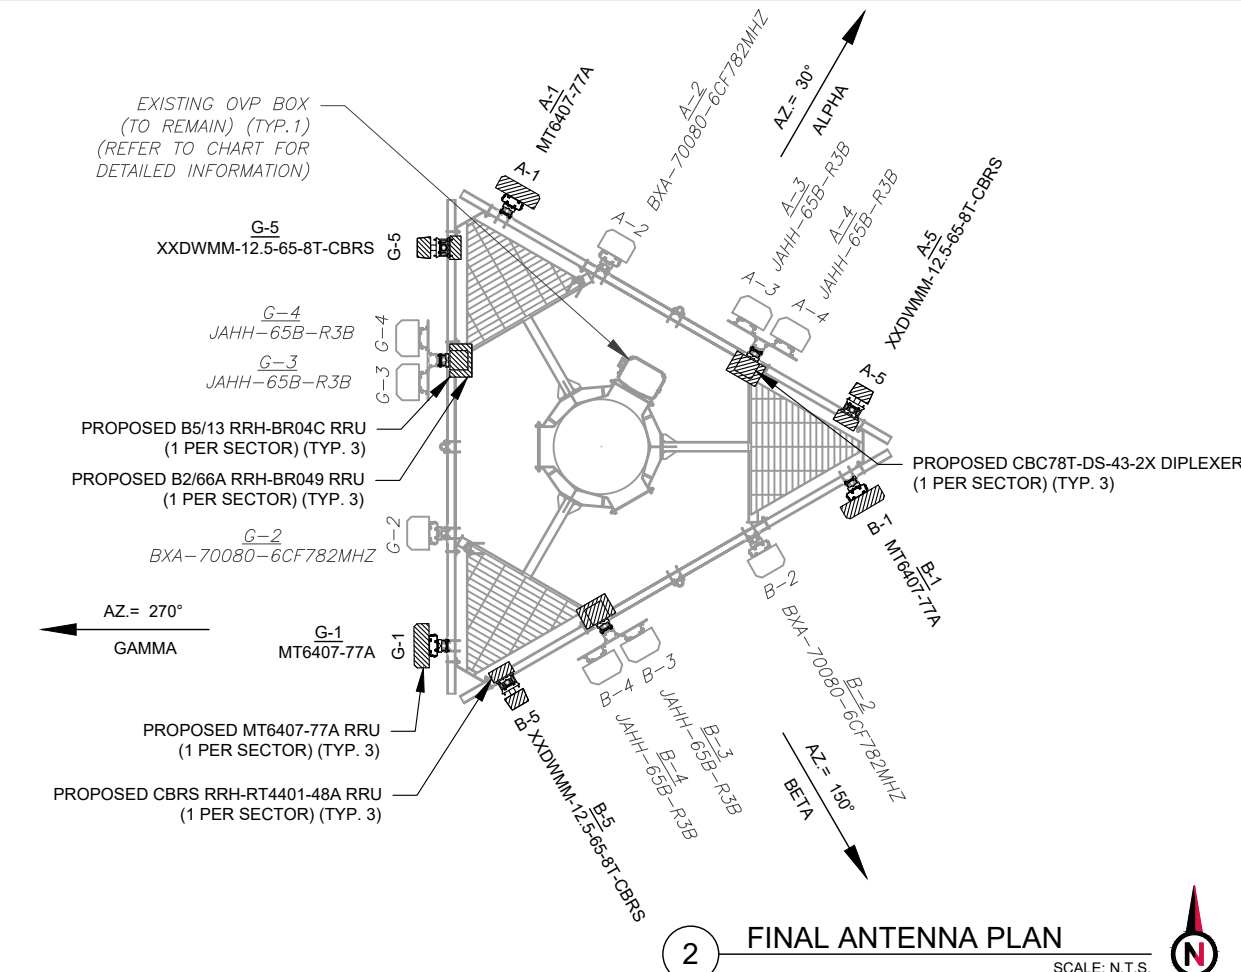 EXISTING OVP BOX
(TO REMAIN) (TYP.1)
(REFER TO CHART FOR
DETAILED INFORMATION)
A-1
MT6407-77A
A-1
A-2
BXA-70080-6CF782MHZ
A-2
AZ.= 30°
ALPHA
A-3
JAHH-65B-R3B
A-4
JAHH-65B-R3B
A-3
A-4
A-5
XXDWMM-12.5-65-8T-CBRS
A-5
G-5
XXDWMM-12.5-65-8T-CBRS
G-5
G-4
JAHH-65B-R3B
G-4
G-3
JAHH-65B-R3B
G-3
PROPOSED B5/13 RRH-BR04C RRU
(1 PER SECTOR) (TYP. 3)
PROPOSED B2/66A RRH-BR049 RRU
(1 PER SECTOR) (TYP. 3)
PROPOSED CBC78T-DS-43-2X DIPLEXER
(1 PER SECTOR) (TYP. 3)
G-2
BXA-70080-6CF782MHZ
G-2
B-1
B-1
MT6407-77A
AZ.= 270°
GAMMA
G-1
MT6407-77A
G-1
B-2
B-2
BXA-70080-6CF782MHZ
B-3
B-4
B-3
JAHH-65B-R3B
B-4
JAHH-65B-R3B
B-5
B-5
XXDWMM-12.5-65-8T-CBRS
PROPOSED MT6407-77A RRU
(1 PER SECTOR) (TYP. 3)
PROPOSED CBRS RRH-RT4401-48A RRU
(1 PER SECTOR) (TYP. 3)
AZ.= 150°
BETA
2
FINAL ANTENNA PLAN
SCALE: N.T.S.
N